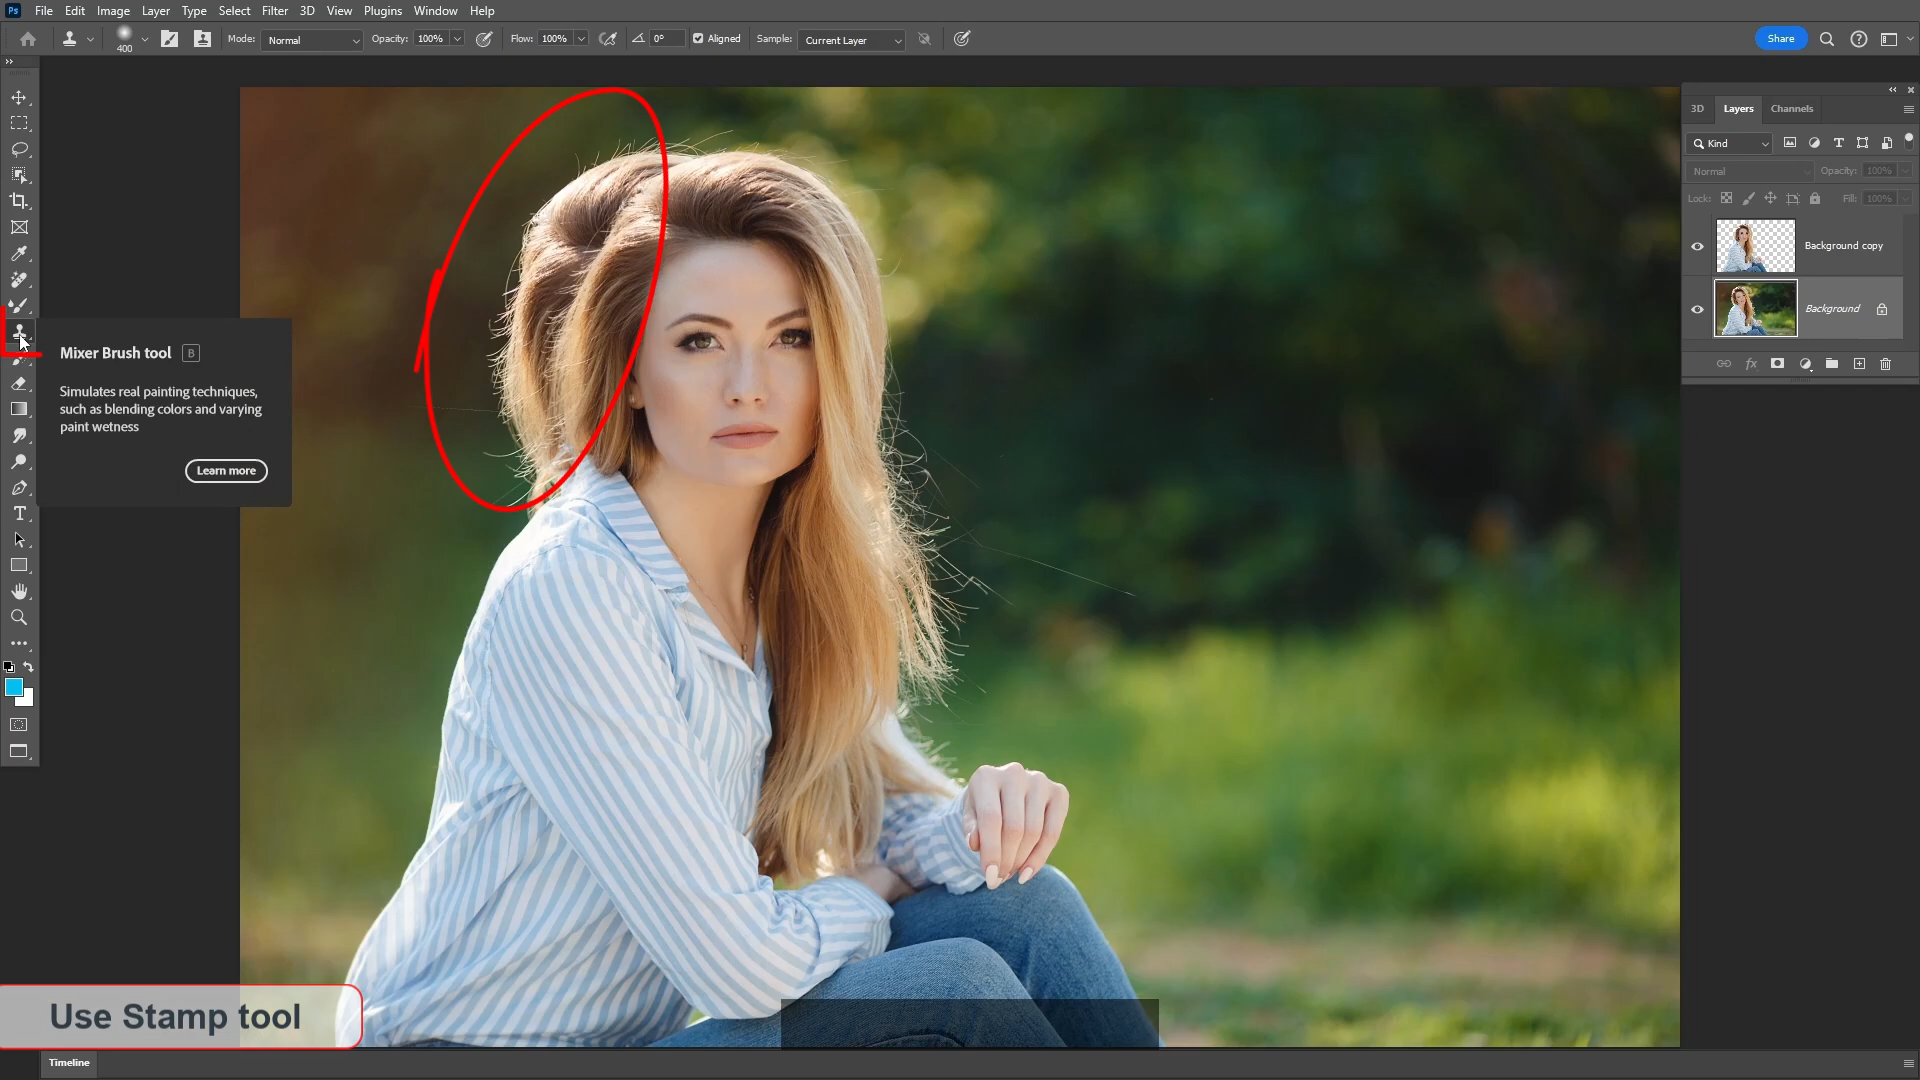 Ps File Edit Image Layer Type Select Filter 3D View Plugins Window Help
400 Mode: Normal Opacity: 100% Flow: 100% 0° Aligned Sample: Current Layer Share
3D Layers Channels
Kind
Normal Opacity: 100%
Lock: Fill: 100%
Background copy
Background
fx
Mixer Brush tool B
Simulates real painting techniques,
such as blending colors and varying
paint wetness
Learn more
Use Stamp tool
Timeline